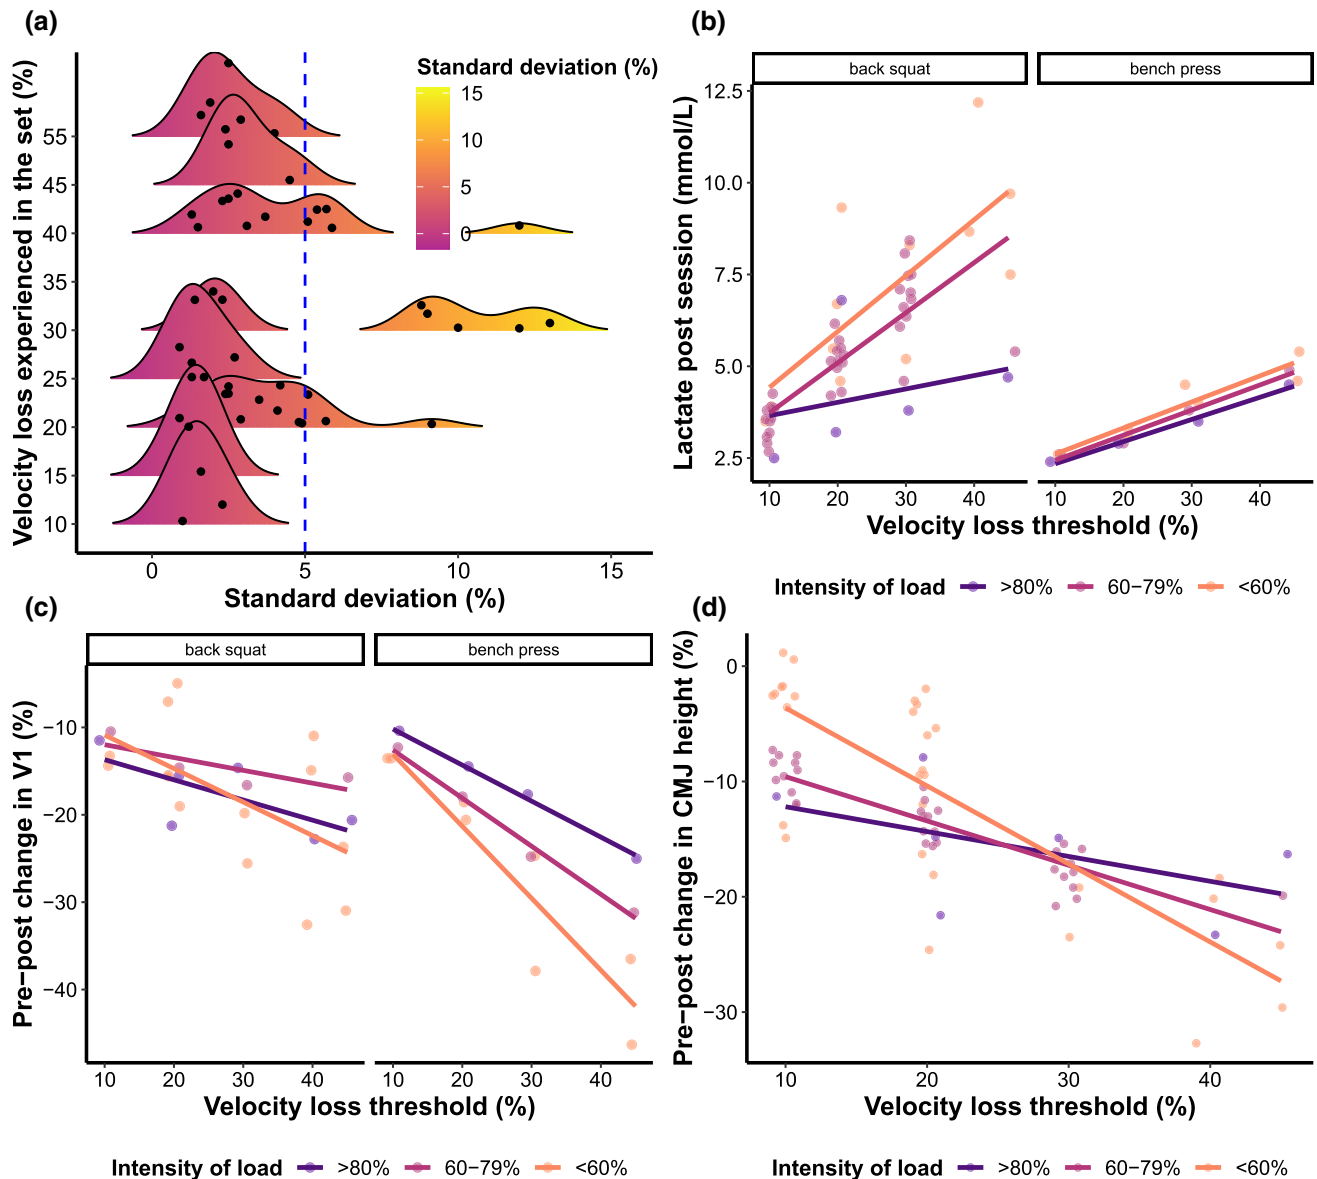 (a)
Standard deviation (%)
15
10
5
0
Velocity loss experienced in the set (%)
55
45
40
35
30
25
20
15
10
0
5
10
15
Standard deviation (%)
(b)
back squat
bench press
Lactate post session (mmol/L)
12.5
10.0
7.5
5.0
2.5
10
20
30
40
10
20
30
40
Velocity loss threshold (%)
Intensity of load
>80%
60−79%
<60%
(c)
back squat
bench press
Pre−post change in V1 (%)
−10
−20
−30
−40
10
20
30
40
10
20
30
40
Velocity loss threshold (%)
Intensity of load
>80%
60−79%
<60%
(d)
Pre−post change in CMJ height (%)
0
−10
−20
−30
10
20
30
40
Velocity loss threshold (%)
Intensity of load
>80%
60−79%
<60%